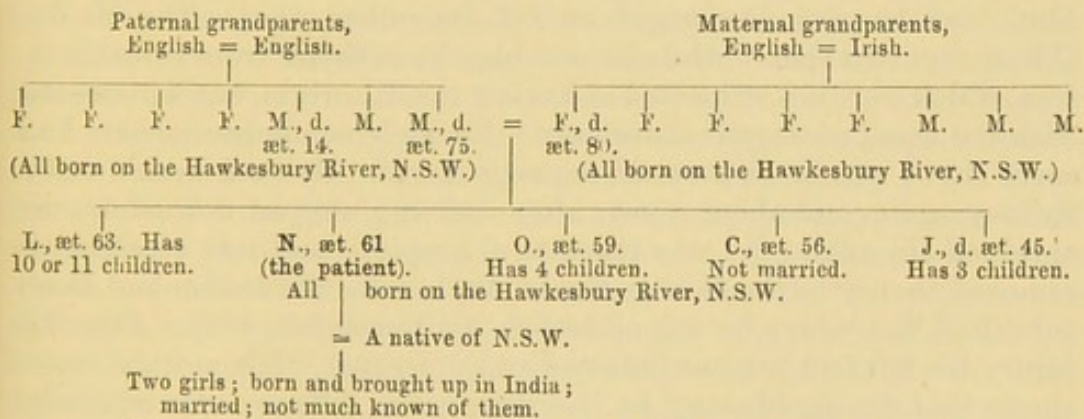 Paternal grandparents,
English = English.
Maternal grandparents,
English = Irish.
F. F. F. F. M., d. M. M., d. = F., d. F. F. F. F. M. M. M.
æt. 14. æt. 75. æt. 80.
(All born on the Hawkesbury River, N.S.W.) (All born on the Hawkesbury River, N.S.W.)
L., æt. 63. Has N., æt. 61 O., æt. 59. C., æt. 56. J., d. æt. 45.
10 or 11 children. (the patient). Has 4 children. Not married. Has 3 children.
All born on the Hawkesbury River, N.S.W.
= A native of N.S.W.
Two girls; born and brought up in India;
married; not much known of them.